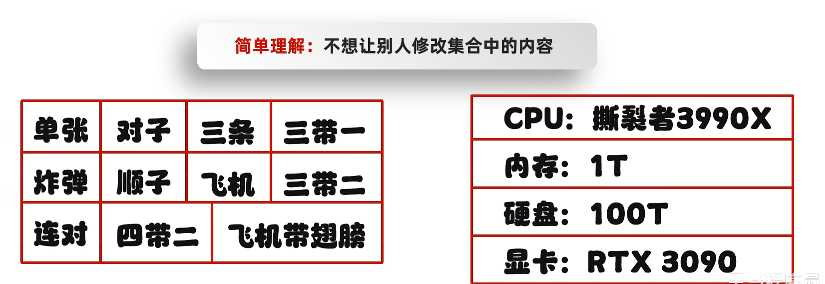 简单理解：不想让别人修改集合中的内容
单张 对子 三条 三带一
炸弹 顺子 飞机 三带二
连对 四带二 飞机带翅膀
CPU：撕裂者3990X
内存：1T
硬盘：100T
显卡：RTX 3090